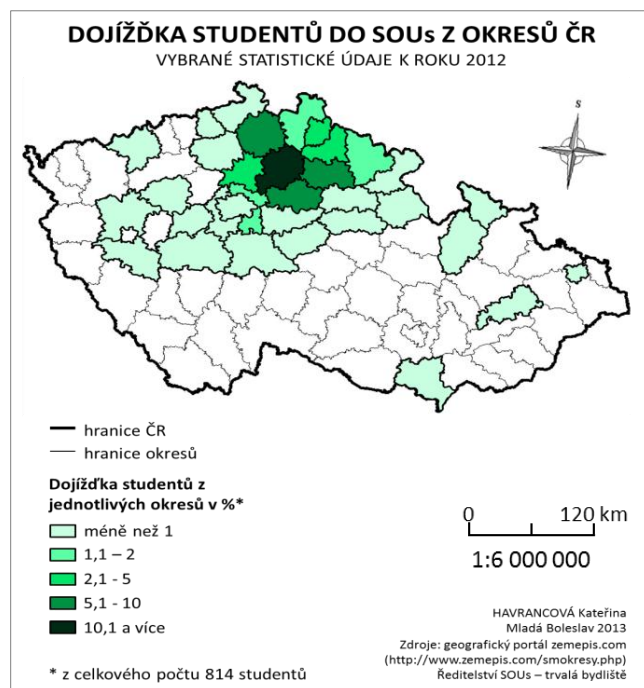 DOJÍŽĎKA STUDENTŮ DO SOUs Z OKRESŮ ČR
VYBRANÉ STATISTICKÉ ÚDAJE K ROKU 2012
S
hranice ČR
hranice okresů
Dojížďka studentů z
jednotlivých okresů v %*
méně než 1
1,1 – 2
2,1 - 5
5,1 - 10
10,1 a více
* z celkového počtu 814 studentů
0 120 km
1:6 000 000
HAVRANCOVÁ Kateřina
Mladá Boleslav 2013
Zdroje: geografický portál zemepis.com
(http://www.zemepis.com/smokresy.php)
Ředitelství SOUs – trvalá bydliště